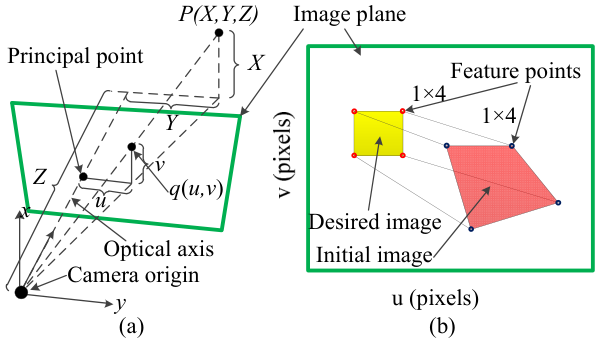 P(X,Y,Z)
Image plane
Principal point
X
Y
Z
v
u
q(u,v)
x
Optical axis
Camera origin
y
(a)
Feature points
1×4
1×4
v (pixels)
Desired image
Initial image
u (pixels)
(b)